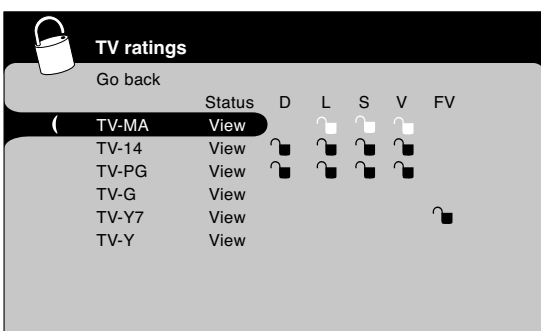 TV ratings
Go back
Status D L S V FV
TV-MA View
TV-14 View
TV-PG View
TV-G View
TV-Y7 View
TV-Y View